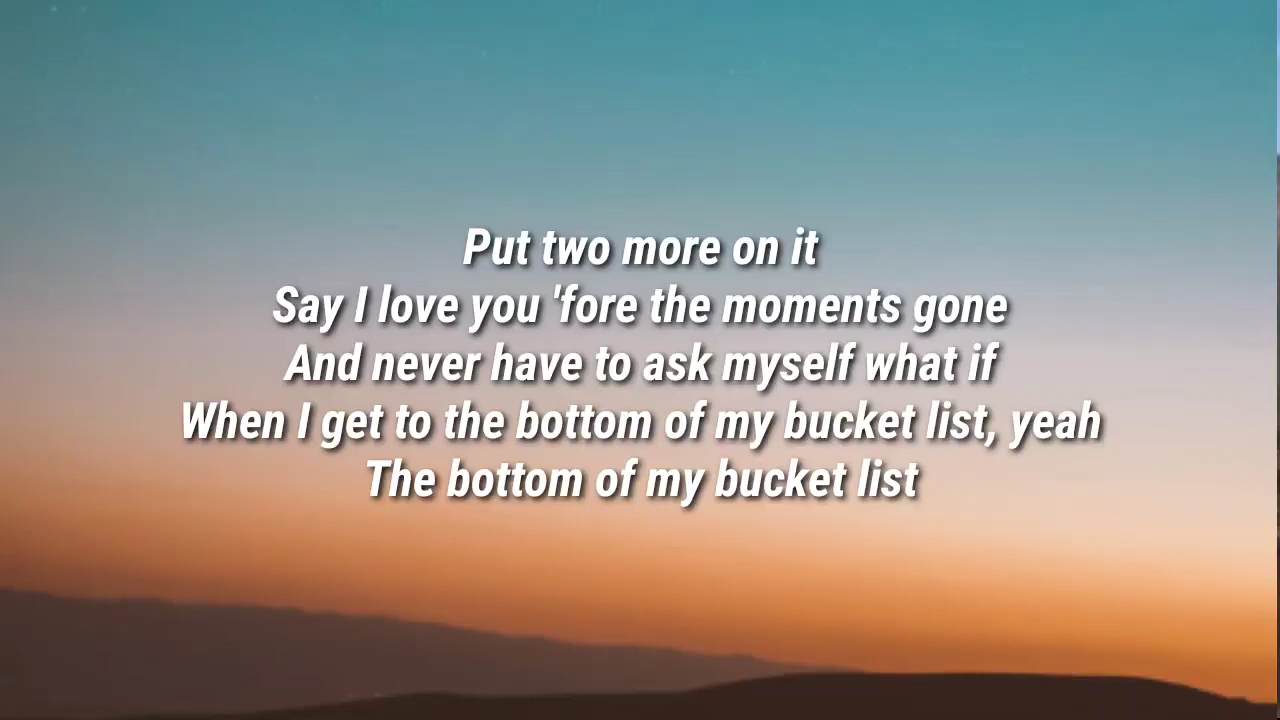 Put two more on it
Say I love you 'fore the moments gone
And never have to ask myself what if
When I get to the bottom of my bucket list, yeah
The bottom of my bucket list